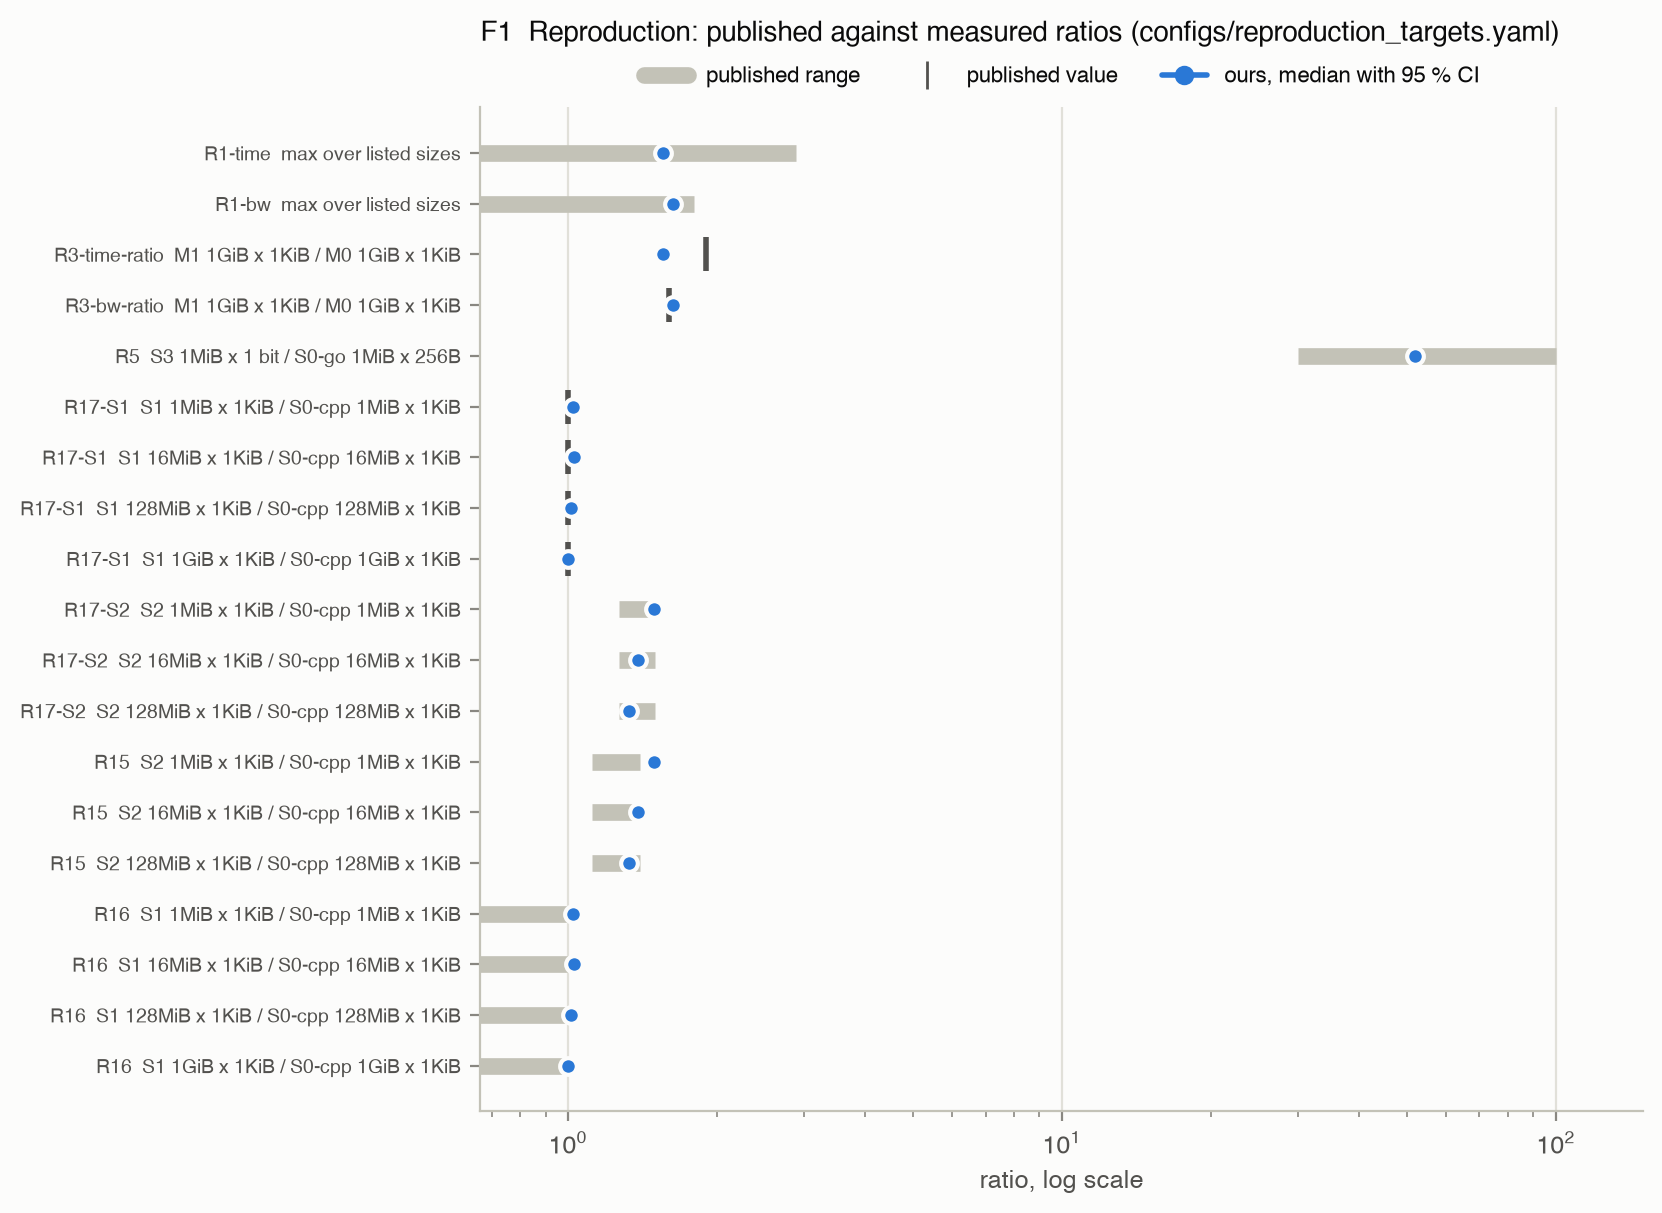 F1  Reproduction: published against measured ratios (configs/reproduction_targets.yaml)
published range  published value  ours, median with 95 % CI
R1-time  max over listed sizes
R1-bw  max over listed sizes
R3-time-ratio  M1 1GiB x 1KiB / M0 1GiB x 1KiB
R3-bw-ratio  M1 1GiB x 1KiB / M0 1GiB x 1KiB
R5  S3 1MiB x 1 bit / S0-go 1MiB x 256B
R17-S1  S1 1MiB x 1KiB / S0-cpp 1MiB x 1KiB
R17-S1  S1 16MiB x 1KiB / S0-cpp 16MiB x 1KiB
R17-S1  S1 128MiB x 1KiB / S0-cpp 128MiB x 1KiB
R17-S1  S1 1GiB x 1KiB / S0-cpp 1GiB x 1KiB
R17-S2  S2 1MiB x 1KiB / S0-cpp 1MiB x 1KiB
R17-S2  S2 16MiB x 1KiB / S0-cpp 16MiB x 1KiB
R17-S2  S2 128MiB x 1KiB / S0-cpp 128MiB x 1KiB
R15  S2 1MiB x 1KiB / S0-cpp 1MiB x 1KiB
R15  S2 16MiB x 1KiB / S0-cpp 16MiB x 1KiB
R15  S2 128MiB x 1KiB / S0-cpp 128MiB x 1KiB
R16  S1 1MiB x 1KiB / S0-cpp 1MiB x 1KiB
R16  S1 16MiB x 1KiB / S0-cpp 16MiB x 1KiB
R16  S1 128MiB x 1KiB / S0-cpp 128MiB x 1KiB
R16  S1 1GiB x 1KiB / S0-cpp 1GiB x 1KiB
10⁰  10¹  10²
ratio, log scale